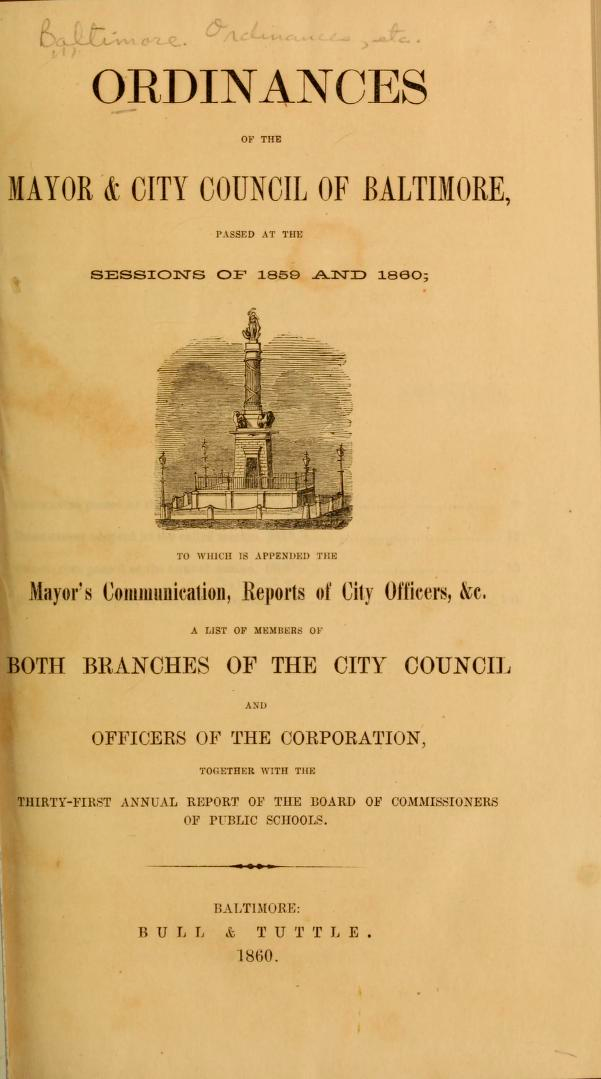 Baltimore. Ordinances, etc.
ORDINANCES
OF THE
MAYOR & CITY COUNCIL OF BALTIMORE,
PASSED AT THE
SESSIONS OF 1859 AND 1860;
TO WHICH IS APPENDED THE
Mayor's Communication, Reports of City Officers, &c.
A LIST OF MEMBERS OF
BOTH BRANCHES OF THE CITY COUNCIL
AND
OFFICERS OF THE CORPORATION,
TOGETHER WITH THE
THIRTY-FIRST ANNUAL REPORT OF THE BOARD OF COMMISSIONERS
OF PUBLIC SCHOOLS.
BALTIMORE:
BULL & TUTTLE.
1860.